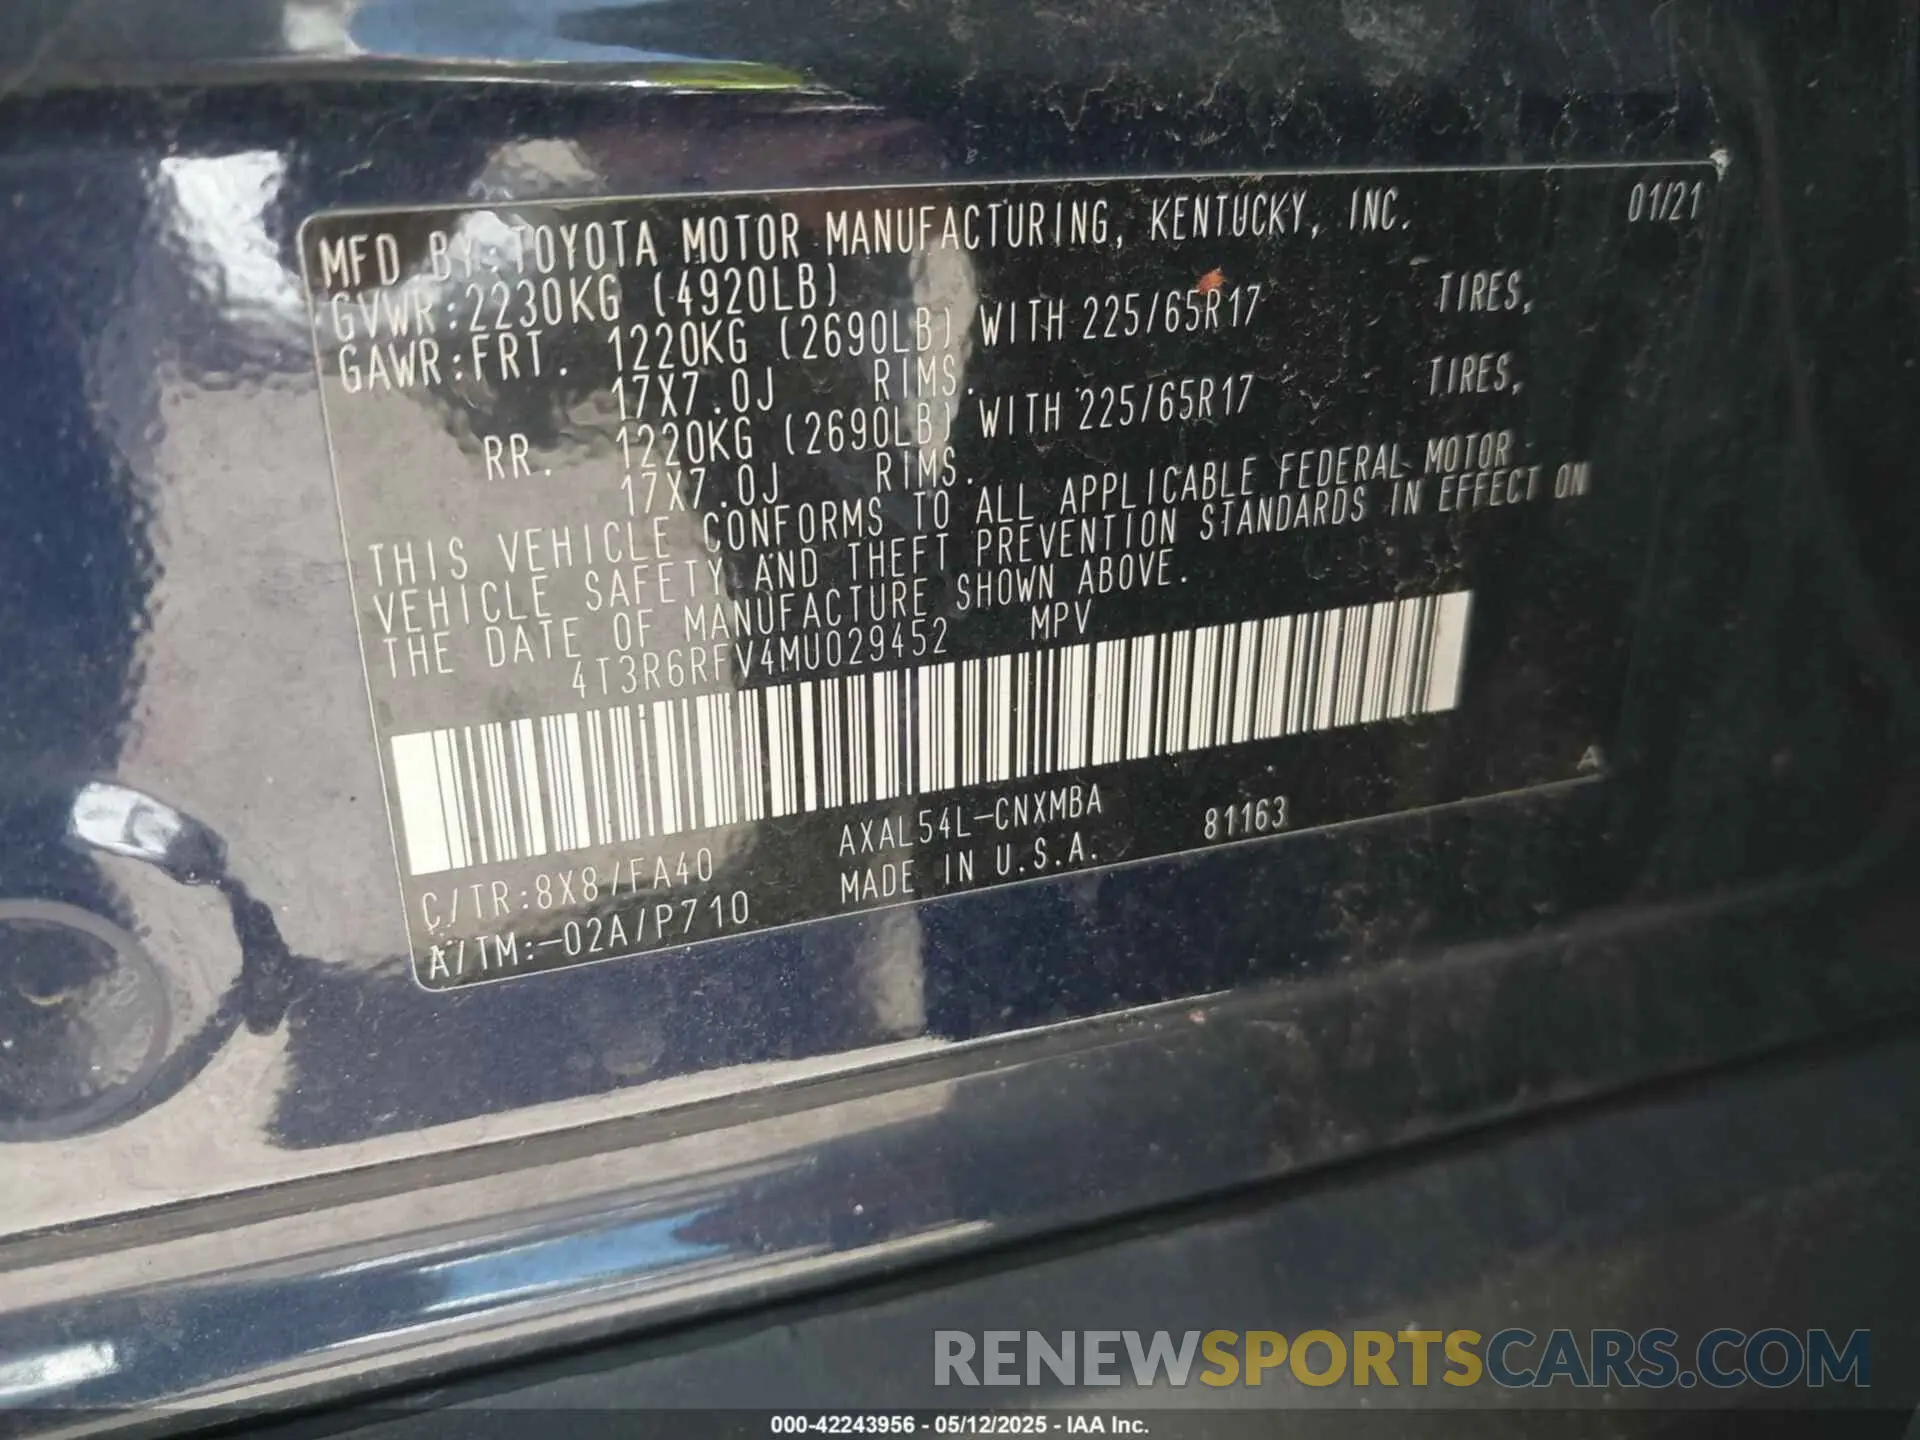 01/21
MFD BY:TOYOTA MOTOR MANUFACTURING, KENTUCKY, INC.
GVWR:2230KG (4920LB)
GAWR:FRT. 1220KG (2690LB) WITH 225/65R17 TIRES,
17X7.0J RIMS.
RR. 1220KG (2690LB) WITH 225/65R17 TIRES,
17X7.0J RIMS.
THIS VEHICLE CONFORMS TO ALL APPLICABLE FEDERAL MOTOR
VEHICLE SAFETY AND THEFT PREVENTION STANDARDS IN EFFECT ON
THE DATE OF MANUFACTURE SHOWN ABOVE.
4T3R6RFV4MU029452 MPV
A
C/TR:8X8/FA40 AXAL54L-CNXMBA 81163
A/TM:-02A/P710 MADE IN U.S.A.
RENEWSPORTSCARS.COM
000-42243956 - 05/12/2025 - IAA Inc.